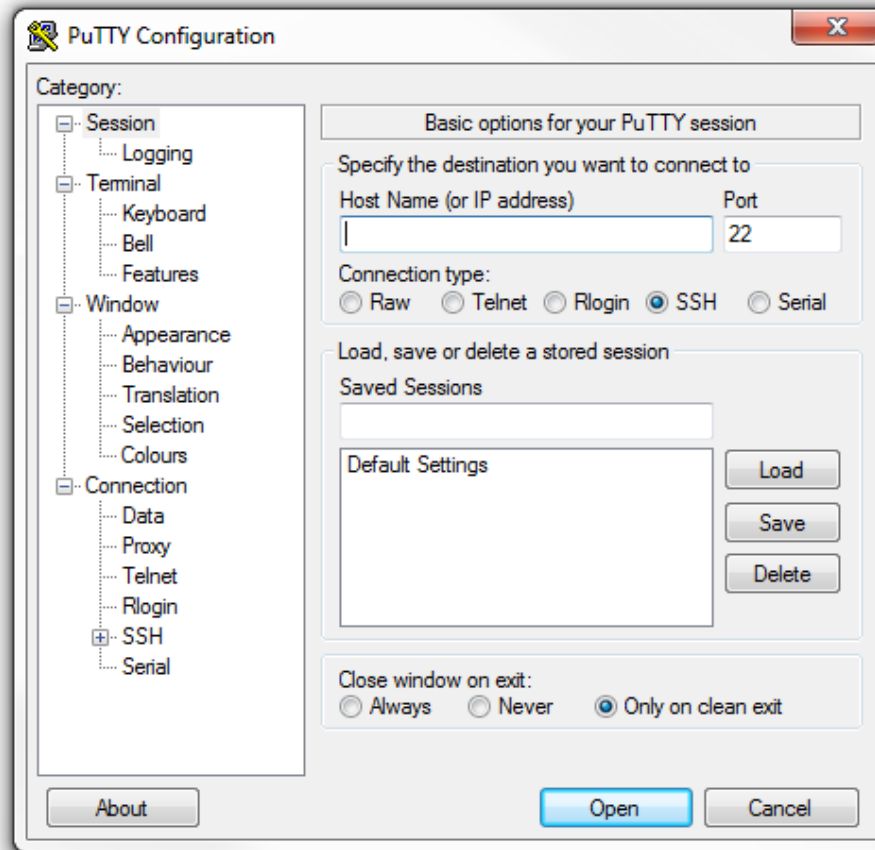 PuTTY Configuration
Category:
Session
Logging
Terminal
Keyboard
Bell
Features
Window
Appearance
Behaviour
Translation
Selection
Colours
Connection
Data
Proxy
Telnet
Rlogin
SSH
Serial
Basic options for your PuTTY session
Specify the destination you want to connect to
Host Name (or IP address) Port
22
Connection type:
Raw Telnet Rlogin SSH Serial
Load, save or delete a stored session
Saved Sessions
Default Settings
Load
Save
Delete
Close window on exit:
Always Never Only on clean exit
About Open Cancel